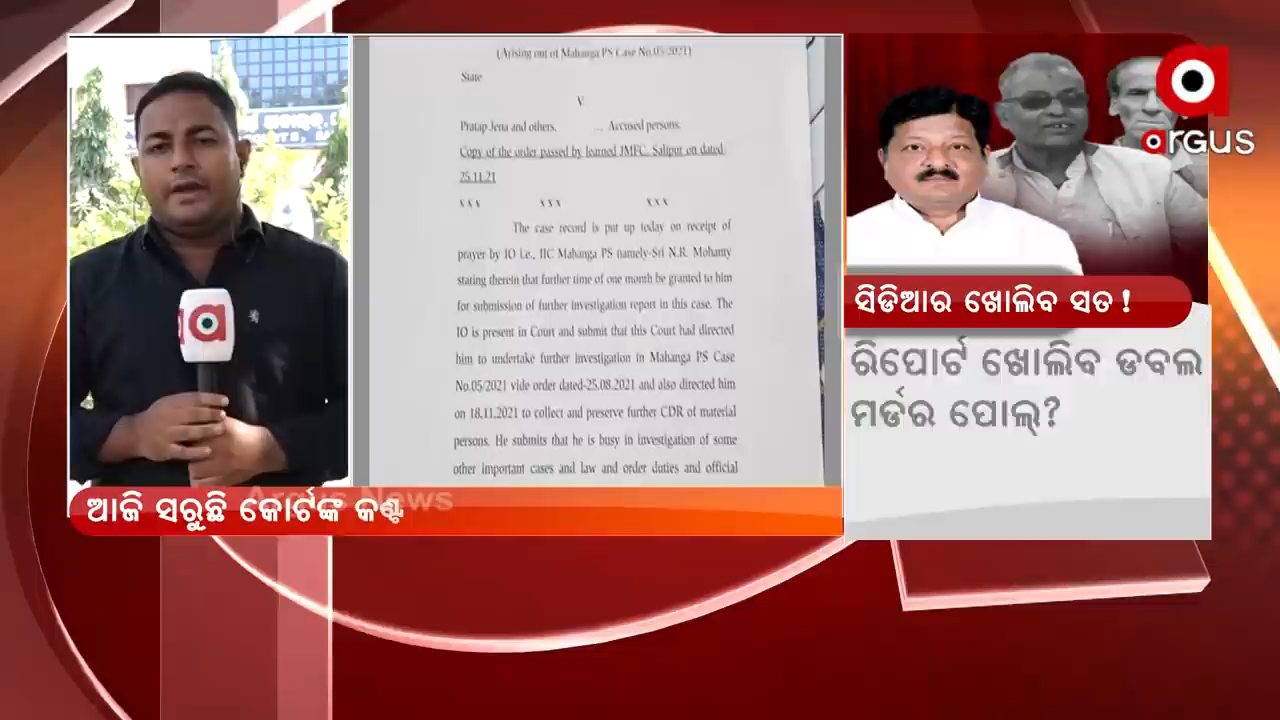 (Arising out of Mahanga PS Case No.05/2021)
State
V
Pratap Jena and others, ... Accused persons.
Copy of the order passed by learned JMFC, Salipur on dated
25.11.21
x x x x x x x x x
The case record is put up today on receipt of
prayer by IO i.e., IIC Mahanga PS namely-Sri N.R. Mohanty
stating therein that further time of one month be granted to him
for submission of further investigation report in this case. The
IO is present in Court and submit that this Court had directed
him to undertake further investigation in Mahanga PS Case
No.05/2021 vide order dated-25.08.2021 and also directed him
on 18.11.2021 to collect and preserve further CDR of material
persons. He submits that he is busy in investigation of some
other important cases and law and order duties and official
argus
ସିଡିଆର ଖୋଲିବ ସତ!
ରିପୋର୍ଟ ଖୋଲିବ ଡବଲ
ମର୍ଡର ପୋଲ୍?
Argus News
ଆଜି ସରୁଛି କୋର୍ଟଙ୍କ କଣ୍ଟ